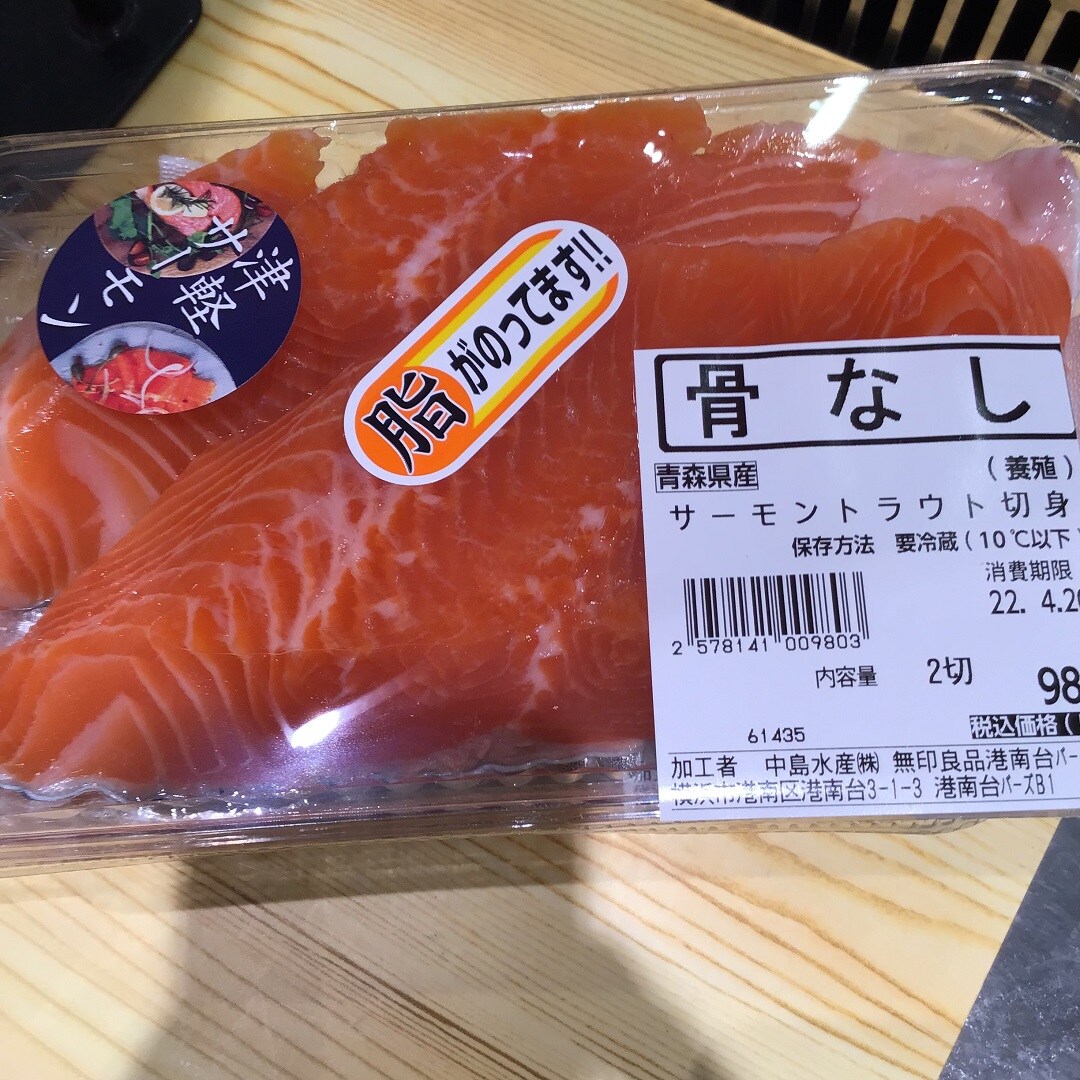 津軽
サーモン
脂がのってます!!
骨なし
青森県産
(養殖)
サーモントラウト切身
保存方法 要冷蔵(10℃以下)
消費期限
22. 4.20
2 578141 009803
内容量 2切
98
税込価格(
61435
加工者 中島水産㈱ 無印良品港南台バー
横浜市港南区港南台3-1-3 港南台バーズB1